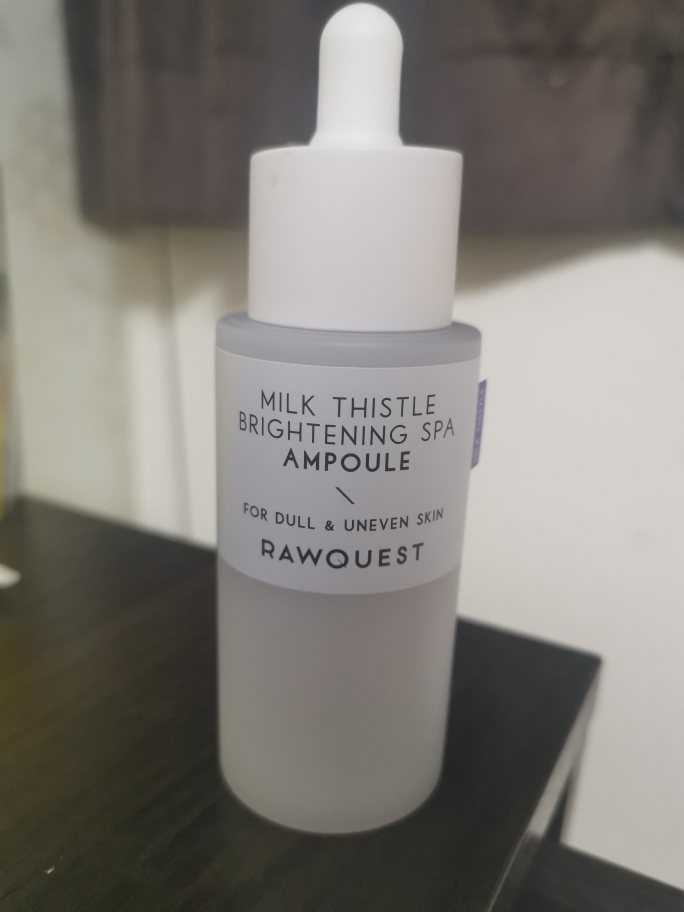 MILK THISTLE
BRIGHTENING SPA
AMPOULE
FOR DULL & UNEVEN SKIN
RAWQUEST